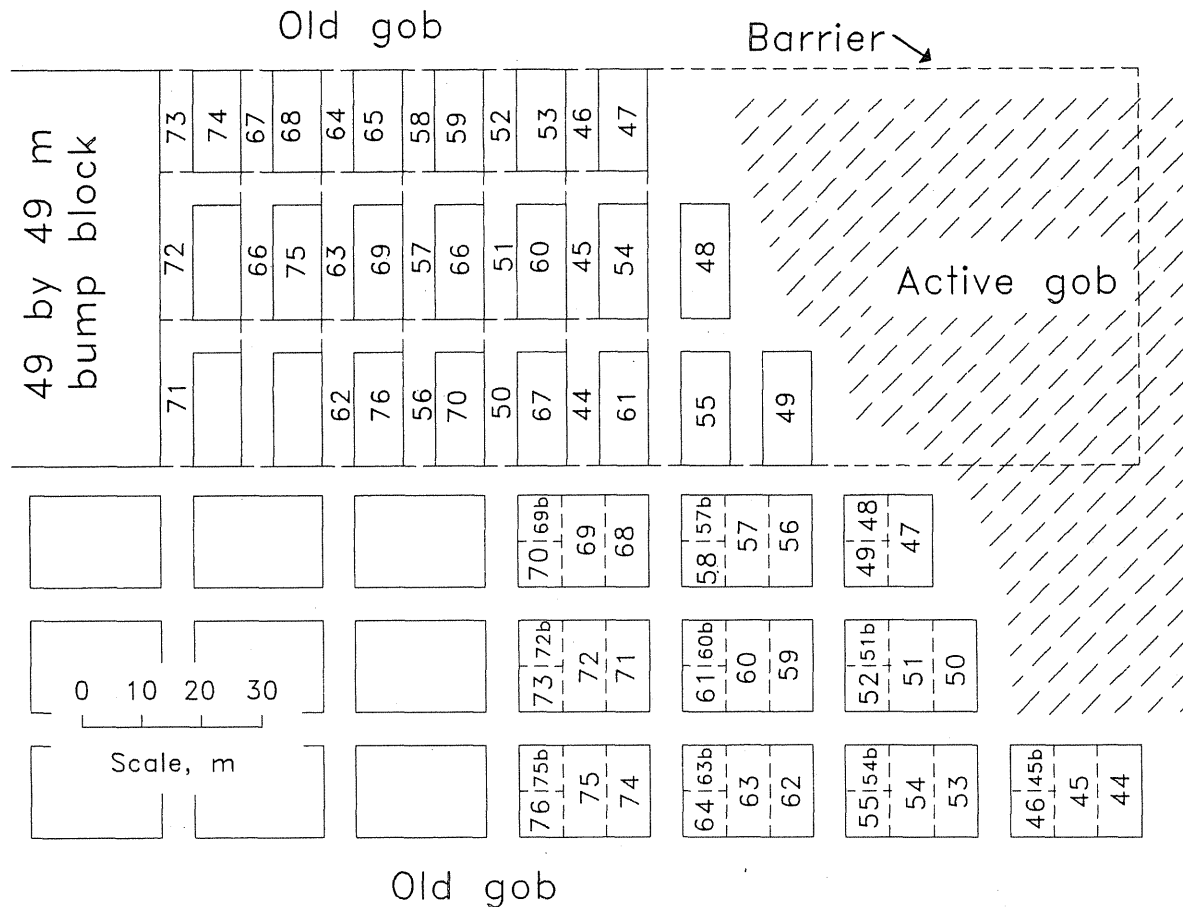 Old gob
Barrier
49 by 49 m
bump block
73 74 67 68 64 65 58 59 52 53 46 47
72 66 75 63 69 57 66 51 60 45 54 48
Active gob
71 62 76 56 70 50 67 44 61 55 49
70 69b 69 68 58 57b 57 56 49 48 47
73 72b 72 71 61 60b 60 59 52 51b 51 50
0 10 20 30
Scale, m
76 75b 75 74 64 63b 63 62 55 54b 54 53 46 45b 45 44
Old gob